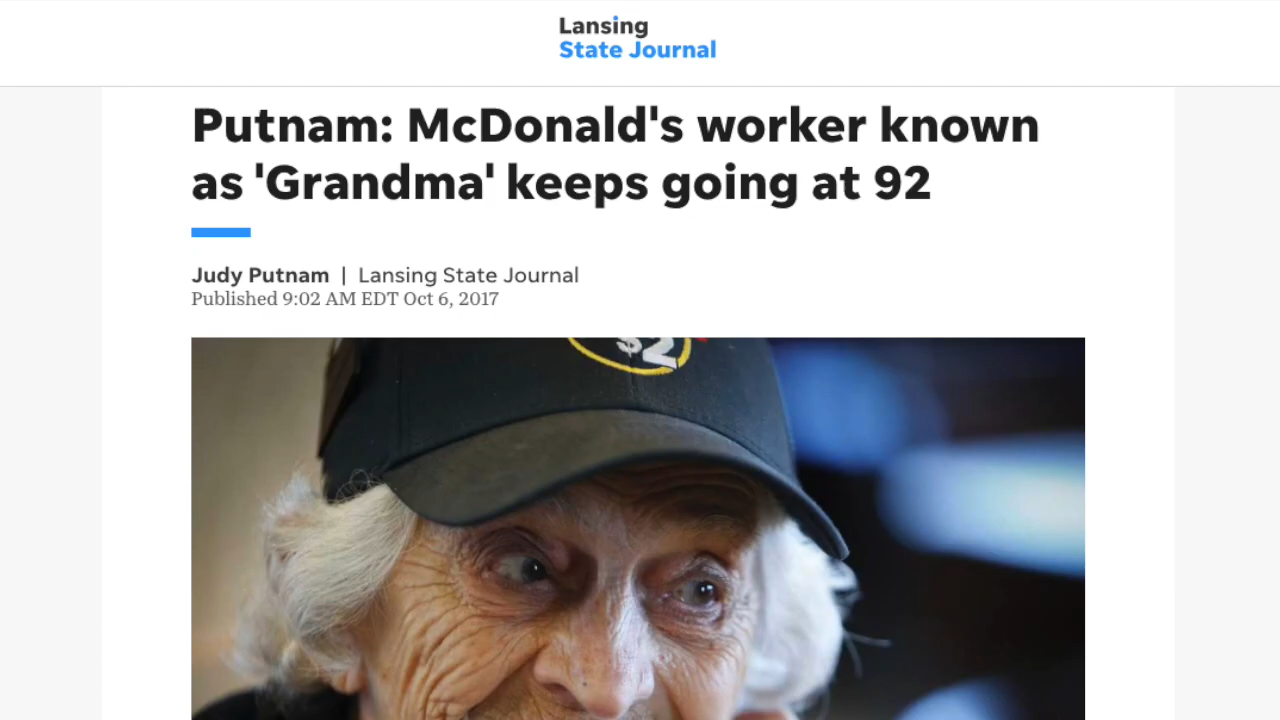 Lansing
State Journal
Putnam: McDonald's worker known
as 'Grandma' keeps going at 92
Judy Putnam | Lansing State Journal
Published 9:02 AM EDT Oct 6, 2017
$2